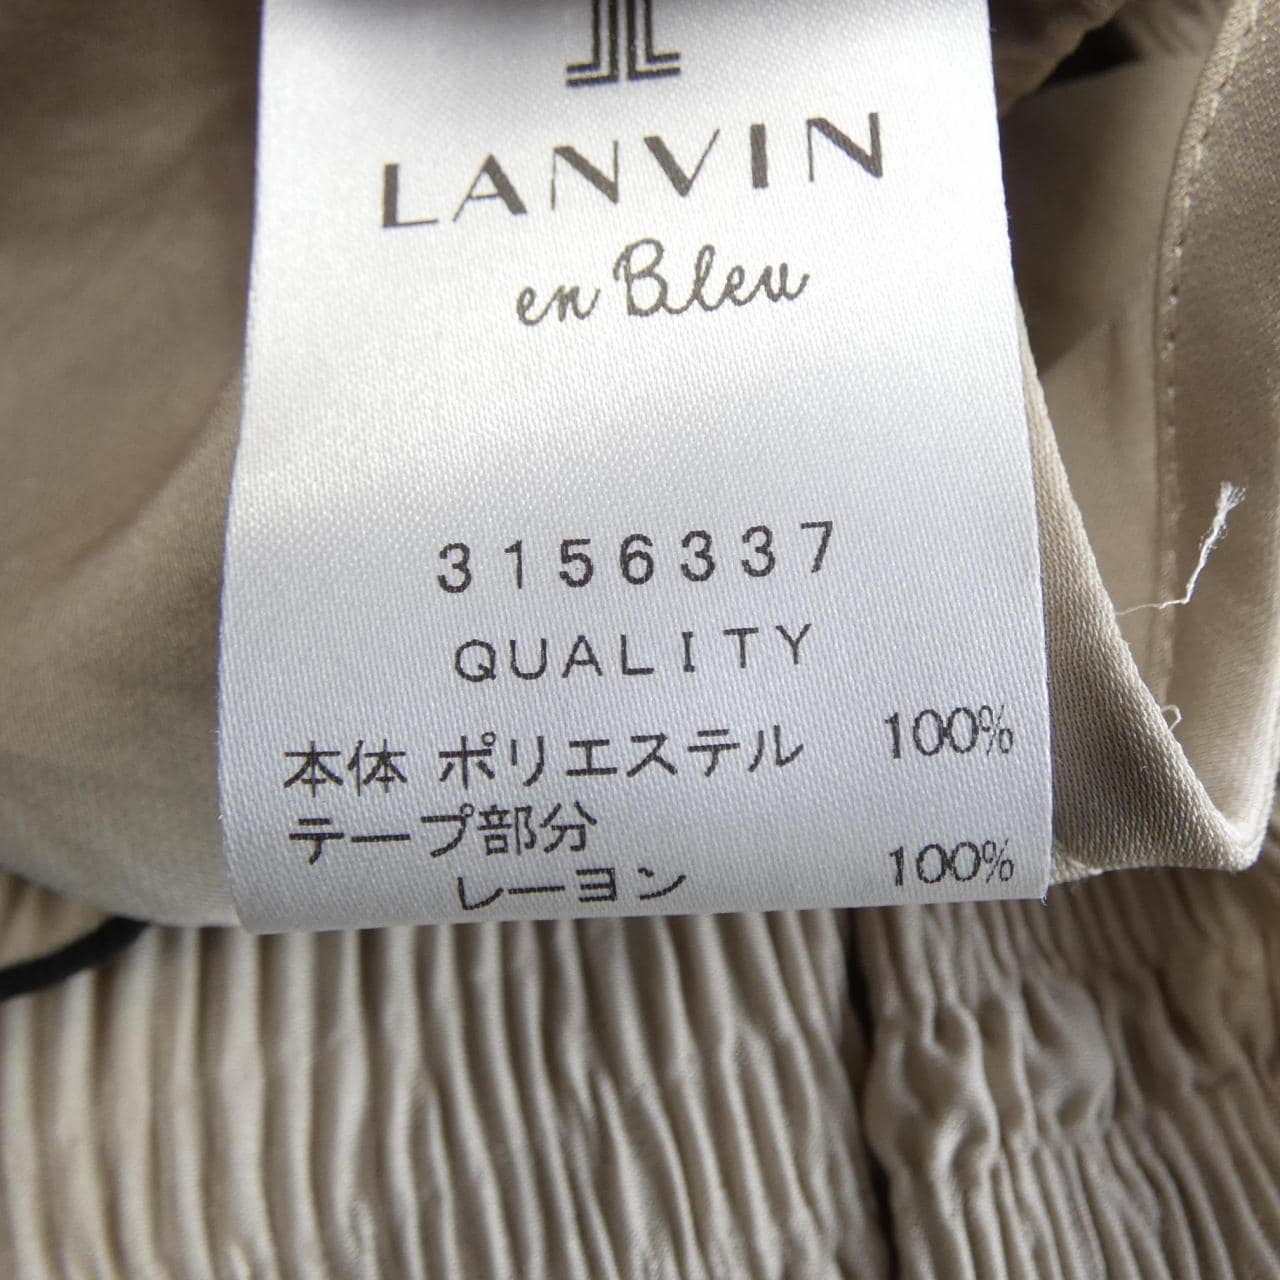 LANVIN
en Bleu
3156337
QUALITY
本体 ポリエステル 100%
テープ部分
レーヨン 100%